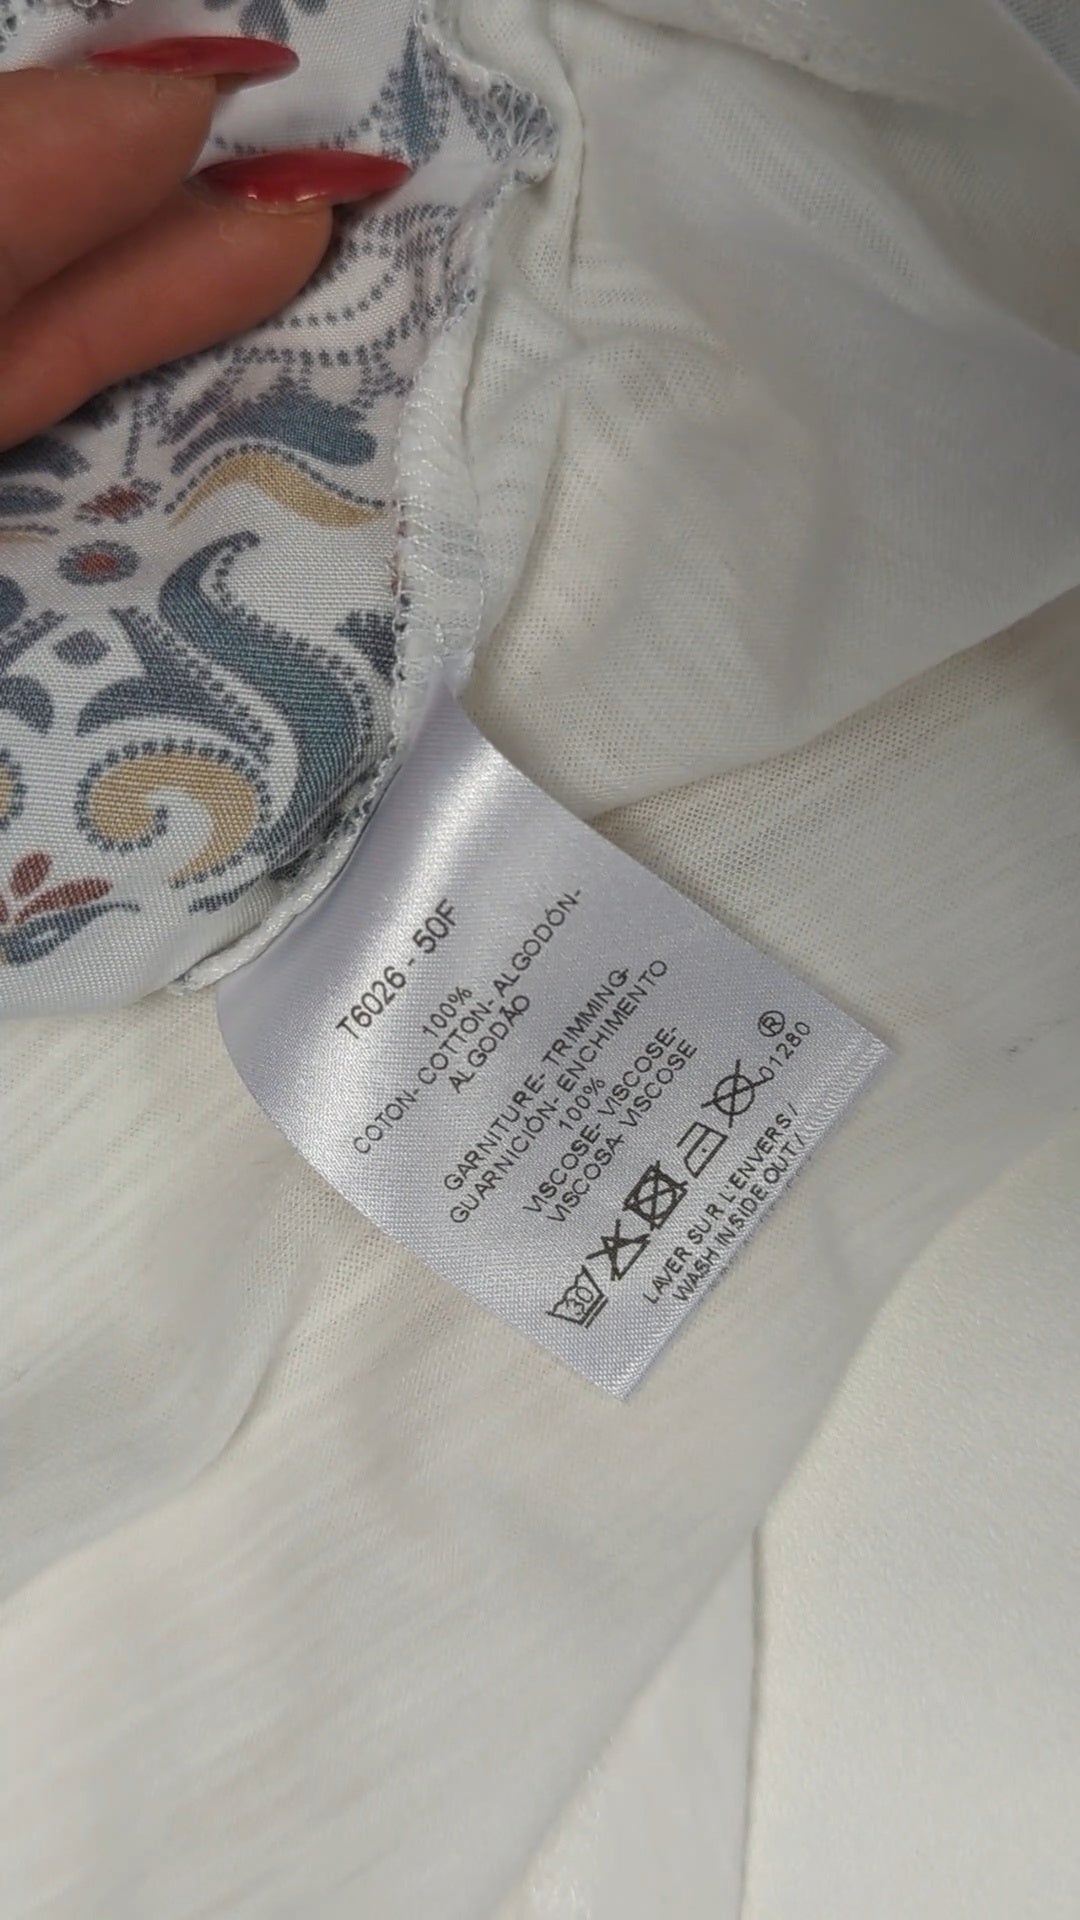 T6026 - 50F
100%
COTON- COTTON- ALGODÓN-
ALGODÃO
GARNITURE- TRIMMING-
GUARNICIÓN- ENCHIMENTO
100%
VISCOSE- VISCOSE-
VISCOSA- VISCOSE
30
®
01280
LAVER SUR L'ENVERS /
WASH INSIDE OUT /